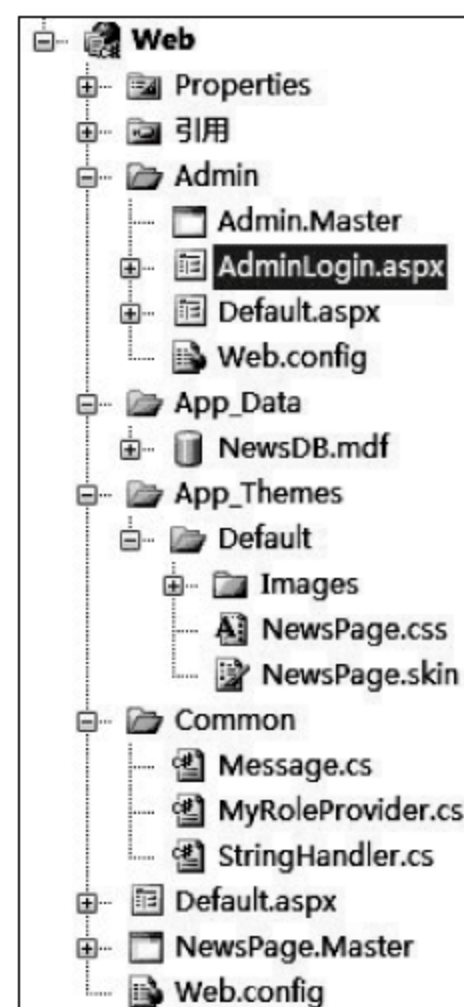 Web
Properties
引用
Admin
Admin.Master
AdminLogin.aspx
Default.aspx
Web.config
App_Data
NewsDB.mdf
App_Themes
Default
Images
NewsPage.css
NewsPage.skin
Common
Message.cs
MyRoleProvider.cs
StringHandler.cs
Default.aspx
NewsPage.Master
Web.config